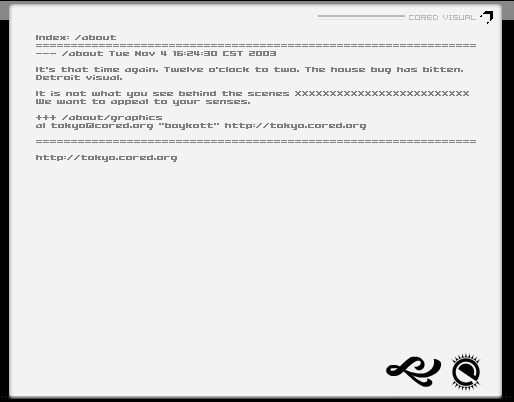 CORED VISUAL
Index: /about
===================================================================
--- /about Tue Nov 4 16:24:30 CST 2003
It's that time again. Twelve o'clock to two. The house bug has bitten.
Detroit visual.
It is not what you see behind the scenes XXXXXXXXXXXXXXXXXXXXXXXXXX
We want to appeal to your senses.
+++ /about/graphics
al tokyo@cored.org "boykott" http://tokyo.cored.org
===================================================================
http://tokyo.cored.org